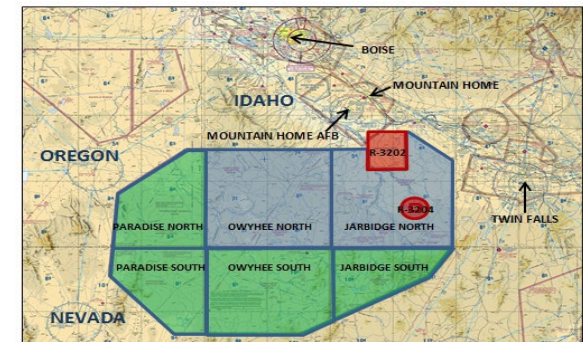 BOISE
MOUNTAIN HOME
IDAHO
MOUNTAIN HOME AFB
OREGON
R-3202
R-3204
TWIN FALLS
PARADISE NORTH
OWYHEE NORTH
JARBIDGE NORTH
PARADISE SOUTH
OWYHEE SOUTH
JARBIDGE SOUTH
NEVADA